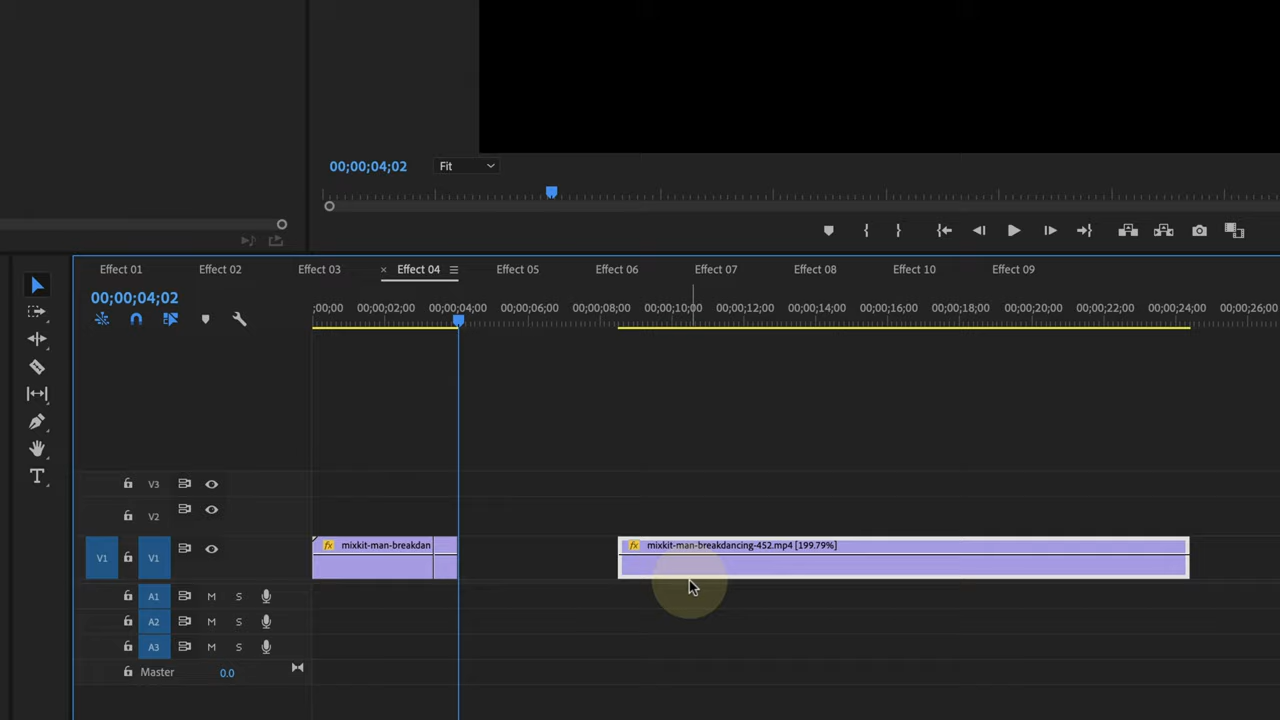 00;00;04;02 Fit
Effect 01 Effect 02 Effect 03 × Effect 04 Effect 05 Effect 06 Effect 07 Effect 08 Effect 10 Effect 09
00;00;04;02
;00;00 00;00;02;00 00;00;04;00 00;00;06;00 00;00;08;00 00;00;10;00 00;00;12;00 00;00;14;00 00;00;16;00 00;00;18;00 00;00;20;00 00;00;22;00 00;00;24;00 00;00;26;00
T
V3
V2
V1 V1 fx mixkit-man-breakdan fx mixkit-man-breakdancing-452.mp4 [199.79%]
A1 M S
A2 M S
A3 M S
Master 0.0